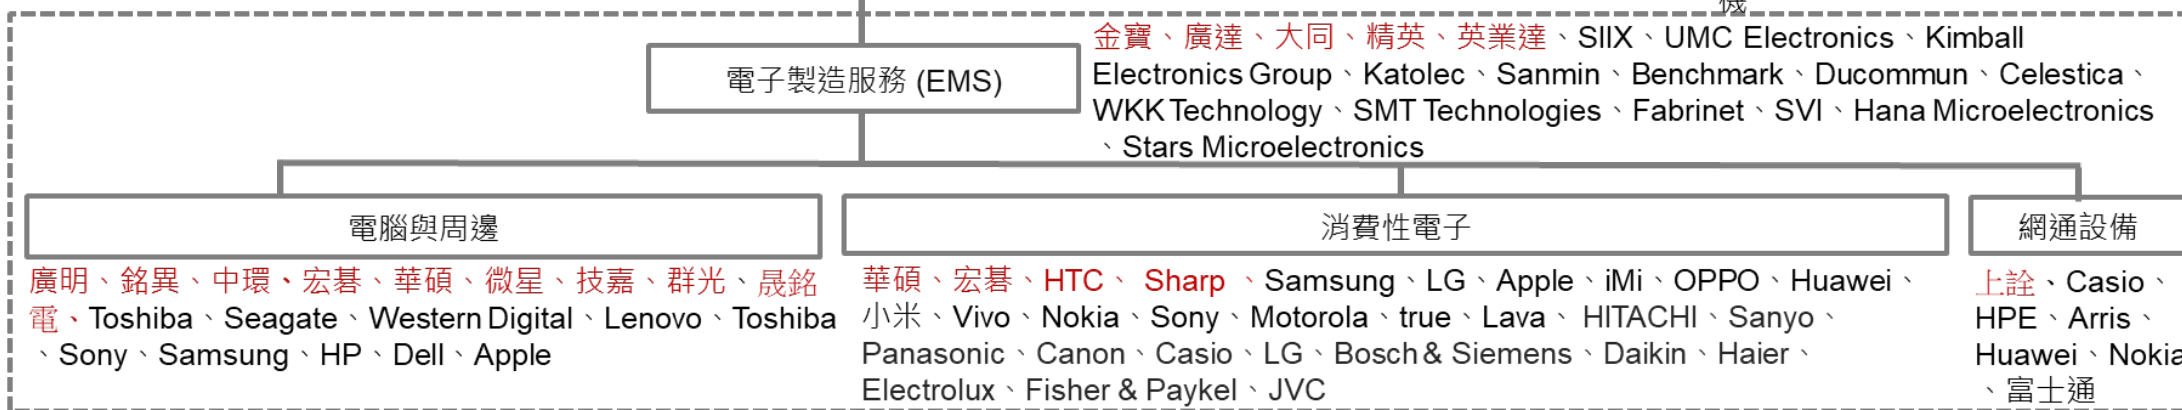 機
電子製造服務 (EMS)
金寶、廣達、大同、精英、英業達、SIIX、UMC Electronics、Kimball
Electronics Group、Katolec、Sanmin、Benchmark、Ducommun、Celestica、
WKK Technology、SMT Technologies、Fabrinet、SVI、Hana Microelectronics
、Stars Microelectronics
電腦與周邊
廣明、銘異、中環、宏碁、華碩、微星、技嘉、群光、晟銘
電、Toshiba、Seagate、Western Digital、Lenovo、Toshiba
、Sony、Samsung、HP、Dell、Apple
消費性電子
華碩、宏碁、HTC、 Sharp 、Samsung、LG、Apple、iMi、OPPO、Huawei、
小米、Vivo、Nokia、Sony、Motorola、true、Lava、HITACHI、Sanyo、
Panasonic、Canon、Casio、LG、Bosch & Siemens、Daikin、Haier、
Electrolux、Fisher & Paykel、JVC
網通設備
上詮、Casio、
HPE、Arris、
Huawei、Nokia
、富士通